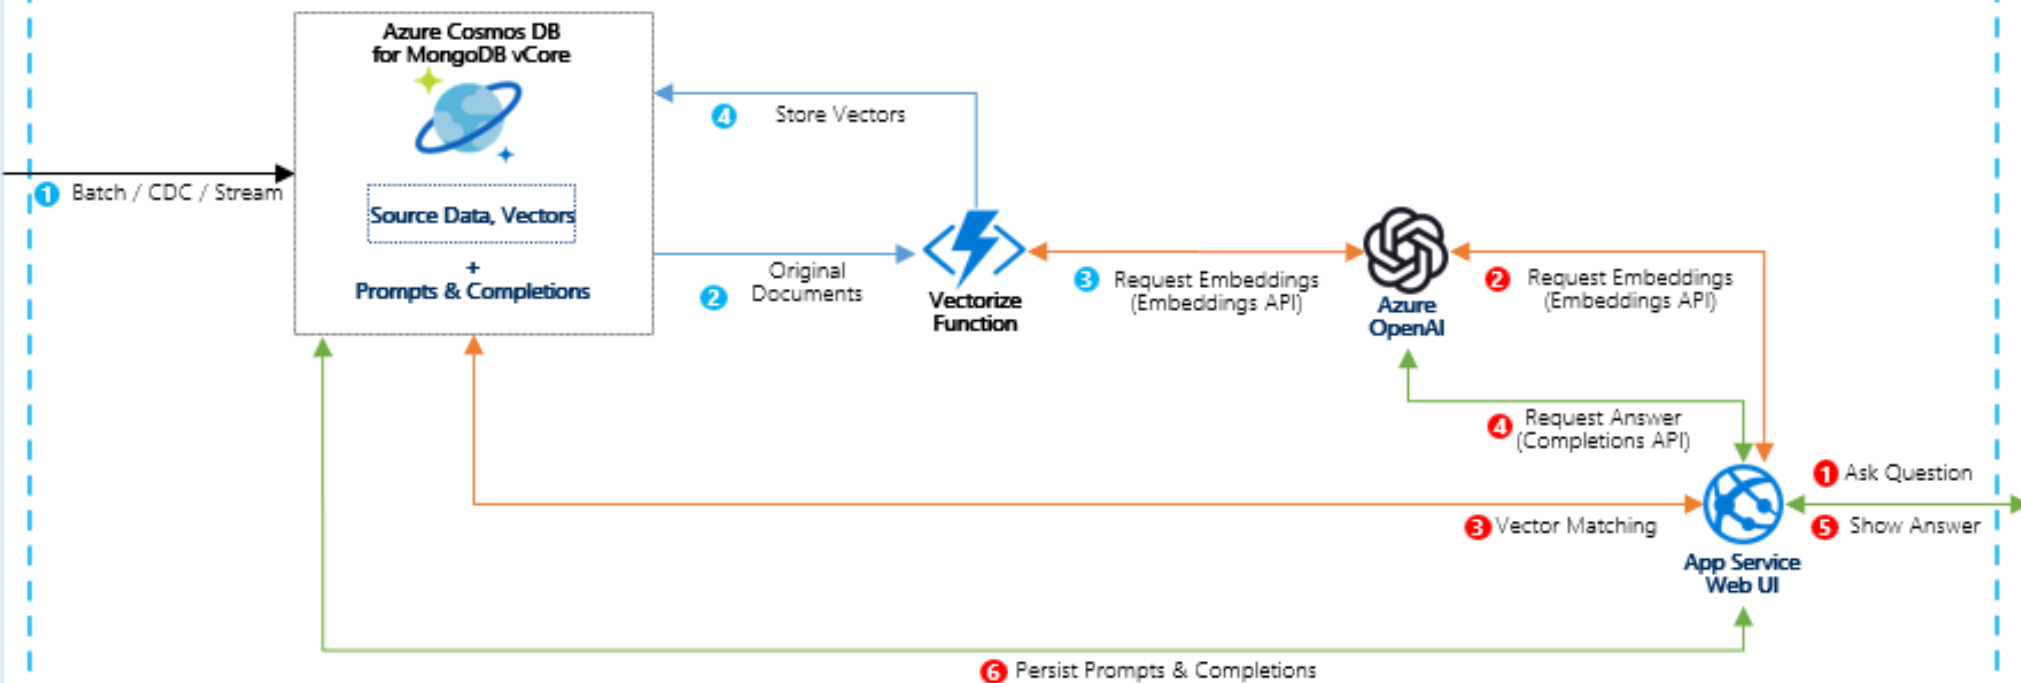 Azure Cosmos DB
for MongoDB vCore
4 Store Vectors
1 Batch / CDC / Stream
Source Data, Vectors
+
Prompts & Completions
Original
2 Documents
Vectorize
Function
3 Request Embeddings
(Embeddings API)
Azure
OpenAI
2 Request Embeddings
(Embeddings API)
4 Request Answer
(Completions API)
1 Ask Question
3 Vector Matching
5 Show Answer
App Service
Web UI
6 Persist Prompts & Completions